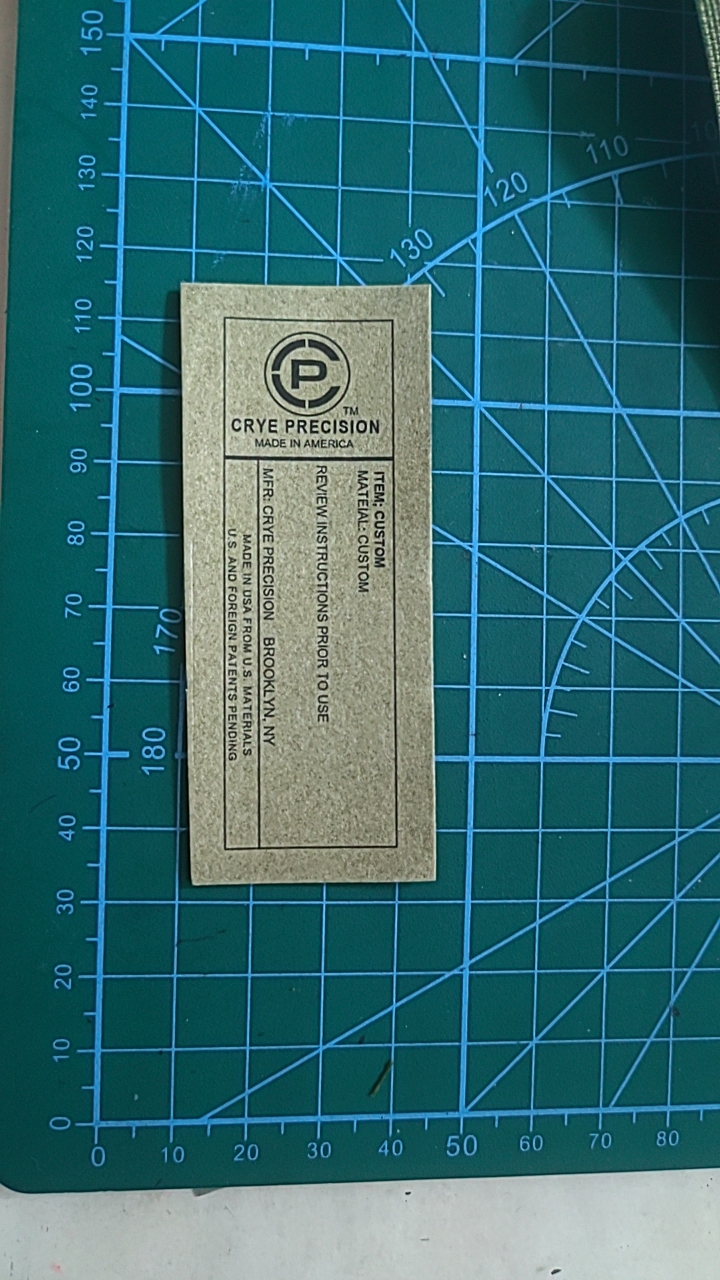 P
TM
CRYE PRECISION
MADE IN AMERICA
ITEM: CUSTOM
MATEIAL: CUSTOM
REVIEW INSTRUCTIONS PRIOR TO USE
MFR: CRYE PRECISION BROOKLYN, NY
MADE IN USA FROM U.S. MATERIALS
U.S. AND FOREIGN PATENTS PENDING
150
140
130
120
110
100
90
80
70
60
50
40
30
20
10
0
0 10 20 30 40 50 60 70 80
110
120
130
170
180